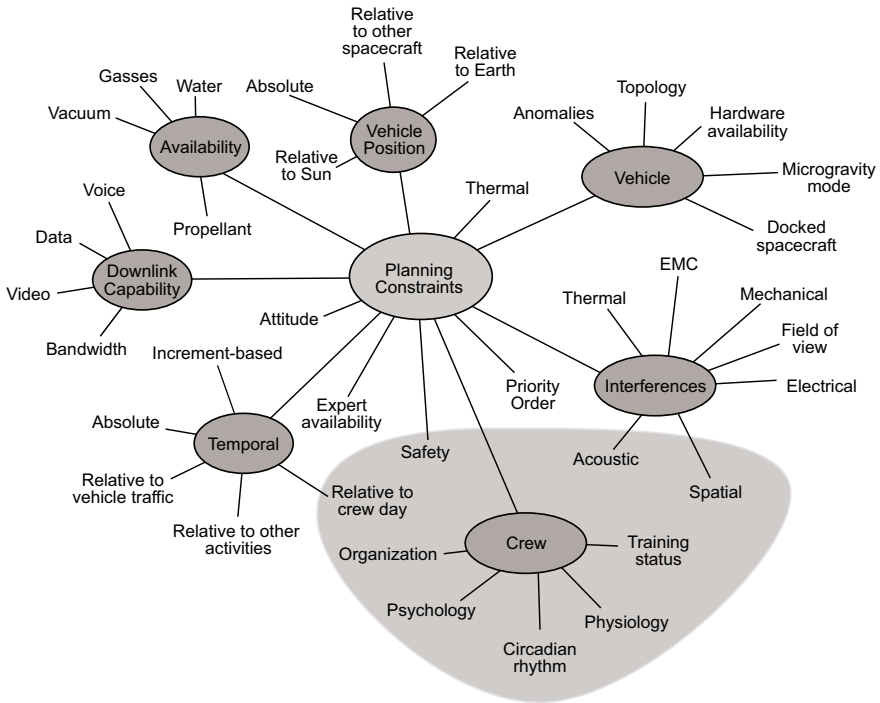 Relative
to other
spacecraft
Relative
to Earth
Absolute
Relative
to Sun
Vehicle
Position
Gasses
Water
Vacuum
Availability
Propellant
Topology
Anomalies
Hardware
availability
Vehicle
Microgravity
mode
Docked
spacecraft
Thermal
Voice
Data
Downlink
Capability
Video
Bandwidth
Planning
Constraints
Attitude
EMC
Thermal
Mechanical
Field of
view
Interferences
Electrical
Acoustic
Spatial
Increment-based
Absolute
Temporal
Relative to
vehicle traffic
Relative to other
activities
Relative to
crew day
Expert
availability
Priority
Order
Safety
Organization
Crew
Training
status
Psychology
Physiology
Circadian
rhythm